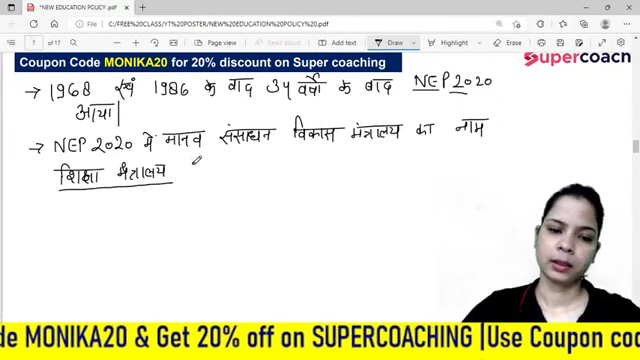 *NEW EDUCATION POLICY.pdf
File | C:/FREE%20CLASS/YT%20POSTER/NEW%20EDUCATION%20POLICY%20.pdf
7 of 17
Page view
Read aloud
Add text
Draw
Highlight
Erase
Coupon Code MONIKA20 for 20% discount on Super coaching
Supercoach
→ 1968 एवं 1986 के बाद 34 वर्षो के बाद NEP 2020
आया|
→ NEP 2020 में मानव संसाधन विकास मंत्रालय का नाम
शिक्षा मंत्रालय
de MONIKA20 & Get 20% off on SUPERCOACHING |Use Coupon code